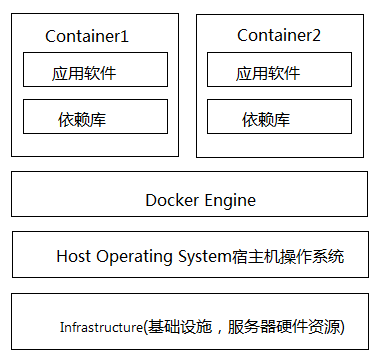 Container1
应用软件
依赖库
Container2
应用软件
依赖库
Docker Engine
Host Operating System宿主机操作系统
Infrastructure(基础设施，服务器硬件资源)